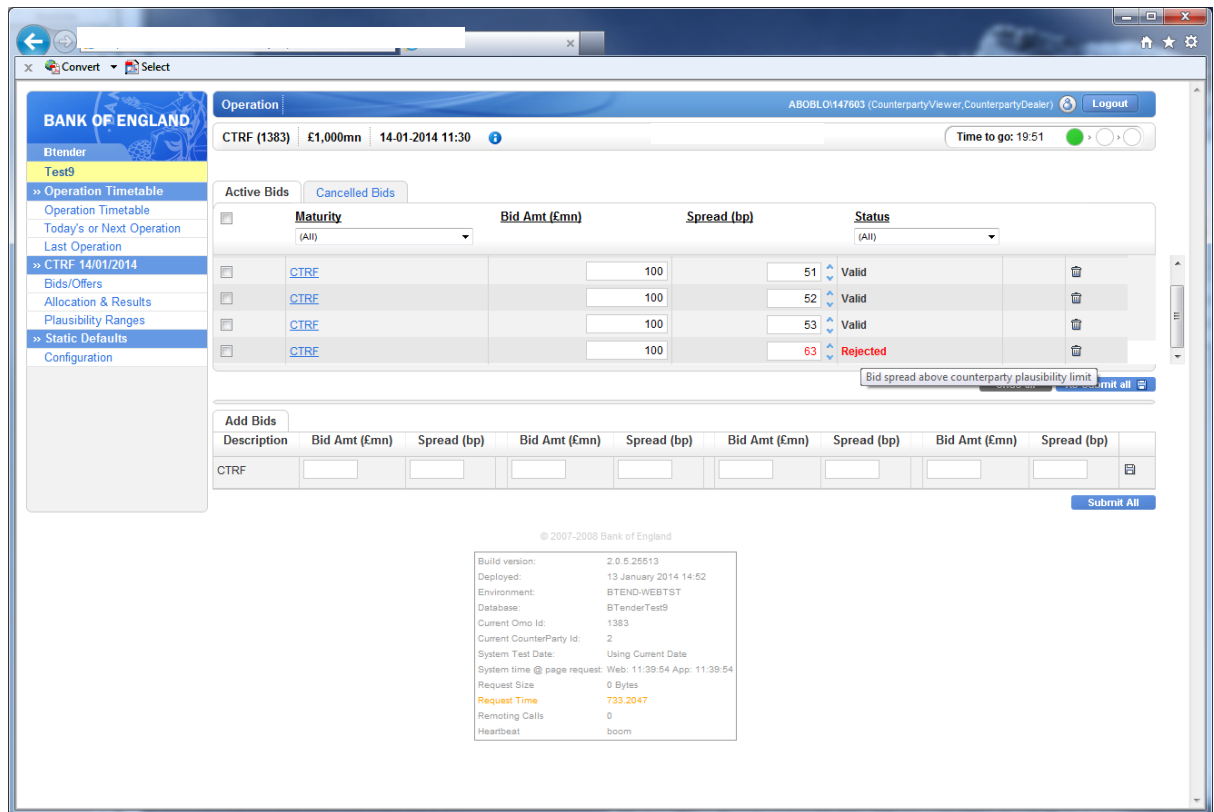 Convert Select
BANK OF ENGLAND
Btender
Test9
» Operation Timetable
Operation Timetable
Today's or Next Operation
Last Operation
» CTRF 14/01/2014
Bids/Offers
Allocation & Results
Plausibility Ranges
» Static Defaults
Configuration
Operation ABOBLO\147603 (CounterpartyViewer,CounterpartyDealer) Logout
CTRF (1383) £1,000mn 14-01-2014 11:30 Time to go: 19:51
Active Bids Cancelled Bids
Maturity Bid Amt (£mn) Spread (bp) Status
(All) (All)
CTRF 100 51 Valid
CTRF 100 52 Valid
CTRF 100 53 Valid
CTRF 100 63 Rejected
Bid spread above counterparty plausibility limit
mit all
Add Bids
Description Bid Amt (£mn) Spread (bp) Bid Amt (£mn) Spread (bp) Bid Amt (£mn) Spread (bp) Bid Amt (£mn) Spread (bp)
CTRF
Submit All
© 2007-2008 Bank of England
Build version: 2.0.5.25513
Deployed: 13 January 2014 14:52
Environment: BTEND-WEBTST
Database: BTenderTest9
Current Omo Id: 1383
Current CounterParty Id: 2
System Test Date: Using Current Date
System time @ page request: Web: 11:39:54 App: 11:39:54
Request Size 0 Bytes
Request Time 733.2047
Remoting Calls 0
Heartbeat boom